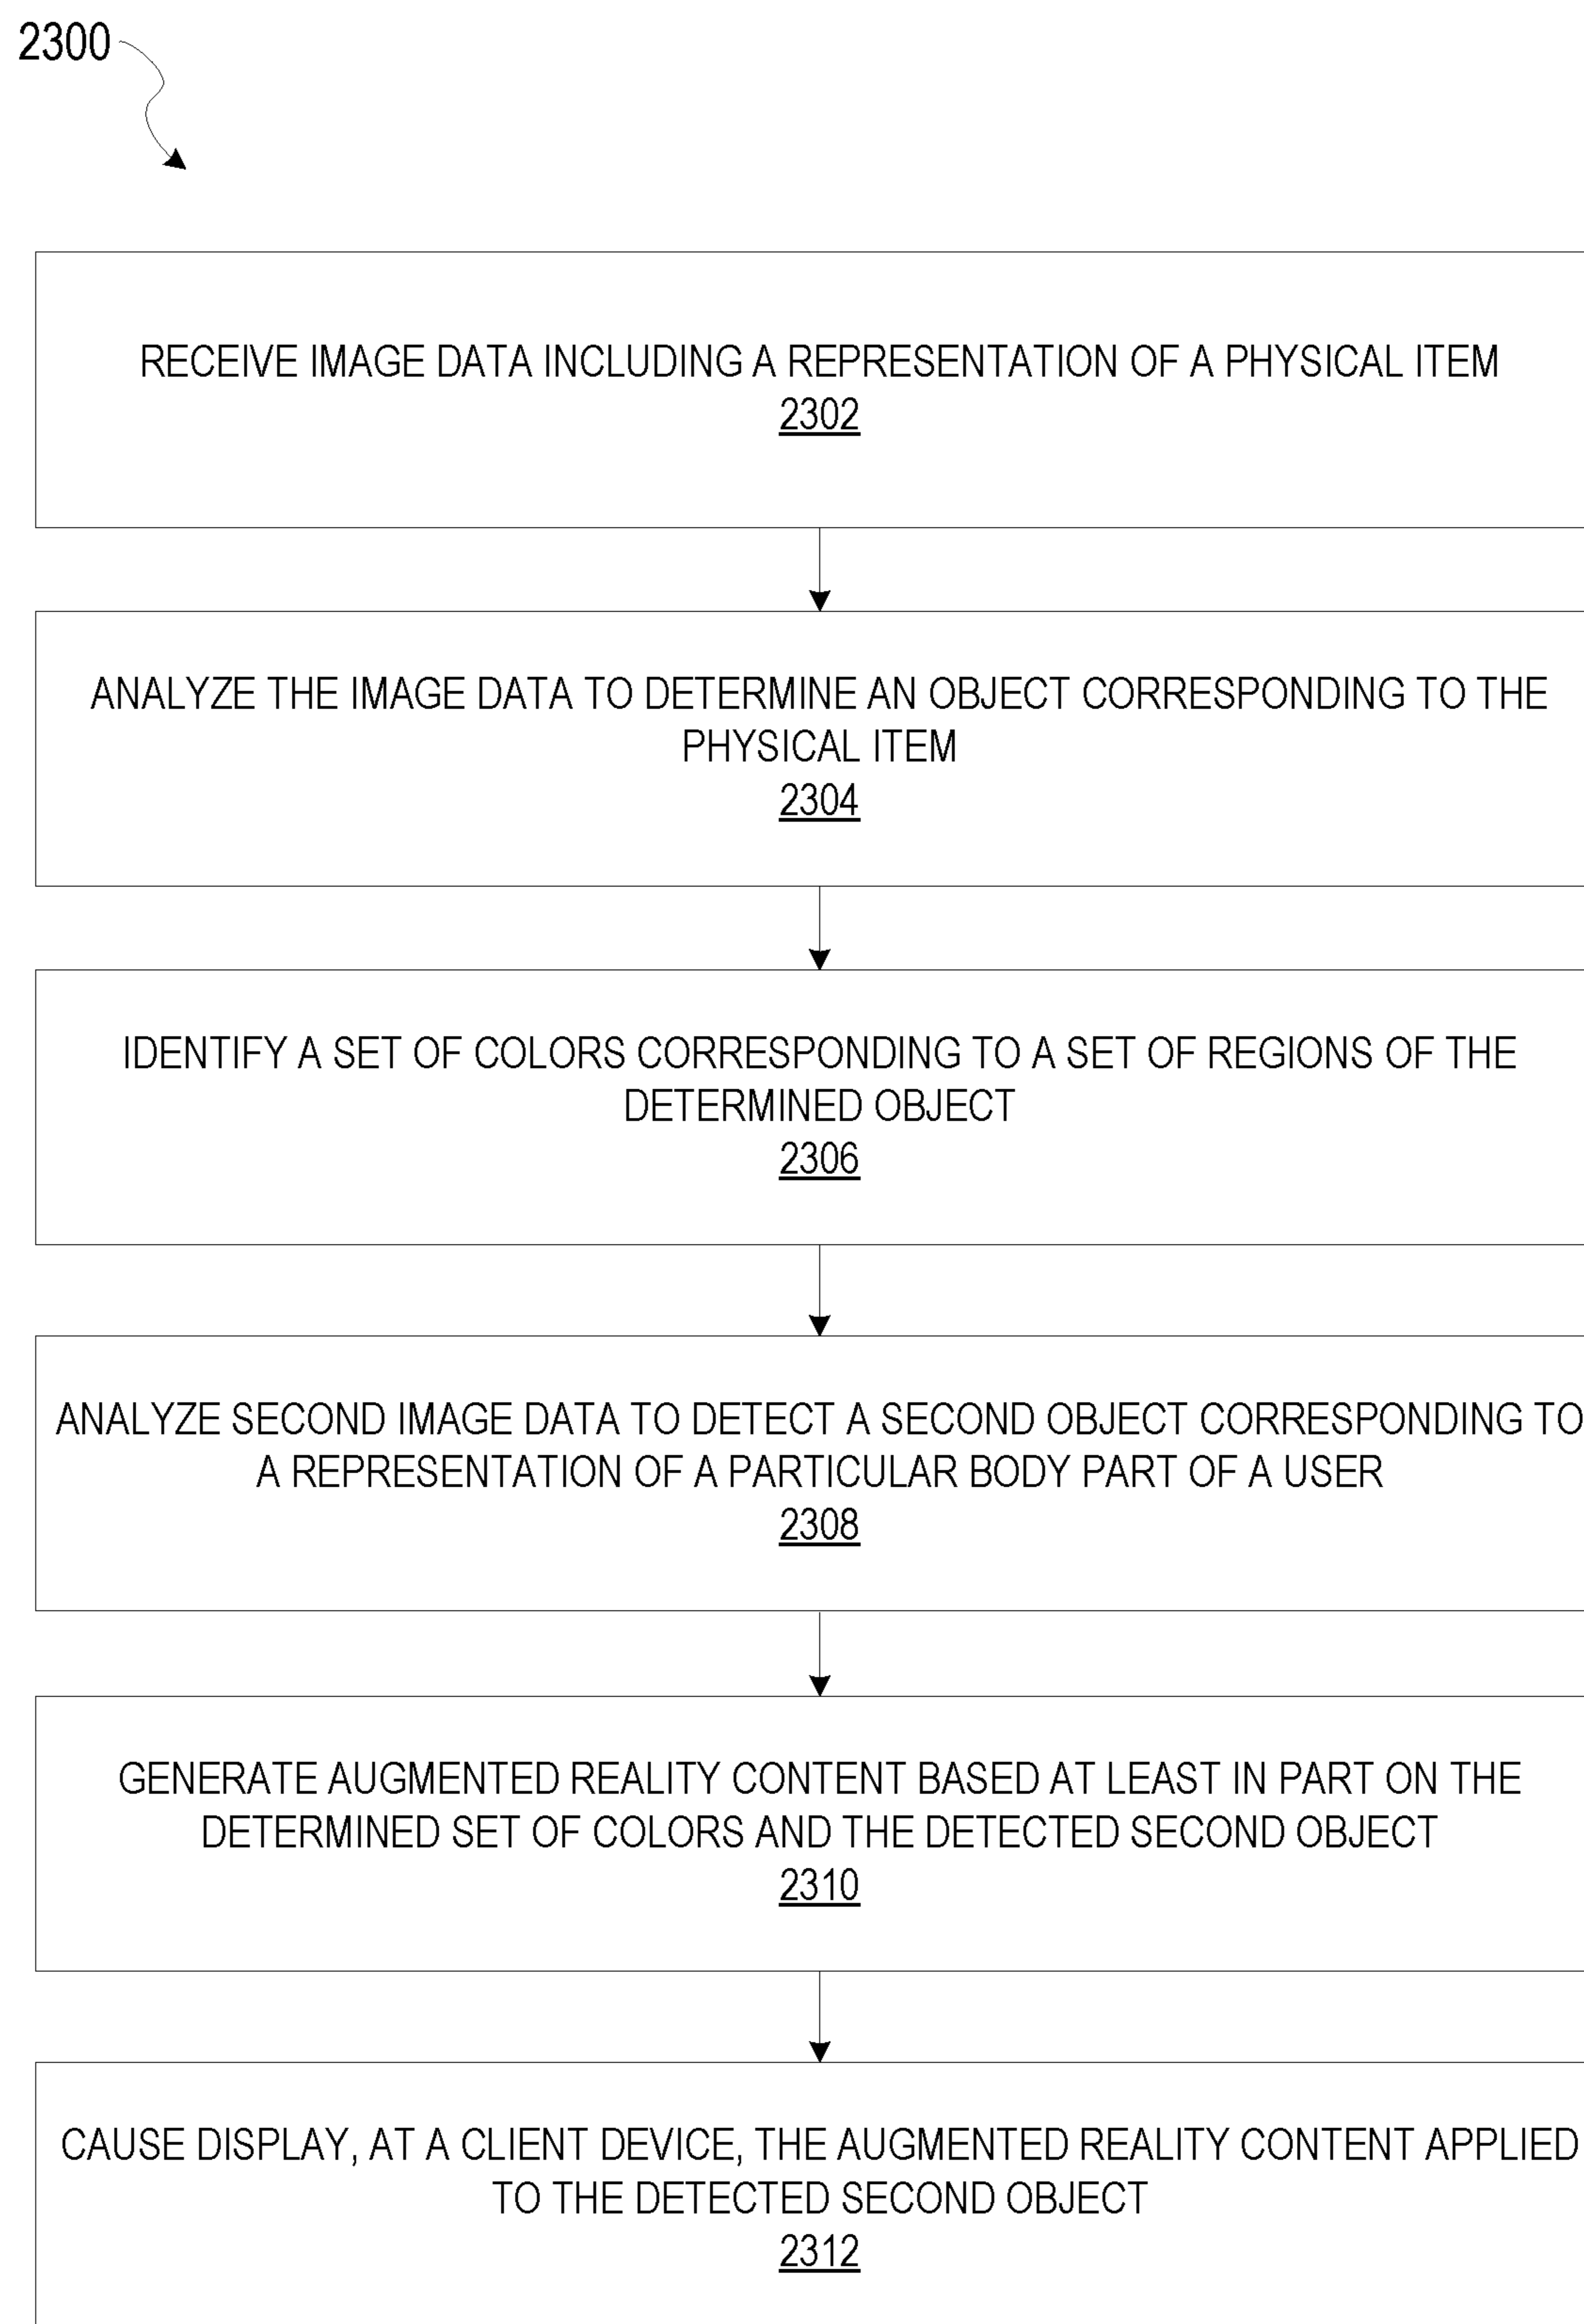 2300
RECEIVE IMAGE DATA INCLUDING A REPRESENTATION OF A PHYSICAL ITEM
2302
ANALYZE THE IMAGE DATA TO DETERMINE AN OBJECT CORRESPONDING TO THE
PHYSICAL ITEM
2304
IDENTIFY A SET OF COLORS CORRESPONDING TO A SET OF REGIONS OF THE
DETERMINED OBJECT
2306
ANALYZE SECOND IMAGE DATA TO DETECT A SECOND OBJECT CORRESPONDING TO
A REPRESENTATION OF A PARTICULAR BODY PART OF A USER
2308
GENERATE AUGMENTED REALITY CONTENT BASED AT LEAST IN PART ON THE
DETERMINED SET OF COLORS AND THE DETECTED SECOND OBJECT
2310
CAUSE DISPLAY, AT A CLIENT DEVICE, THE AUGMENTED REALITY CONTENT APPLIED
TO THE DETECTED SECOND OBJECT
2312